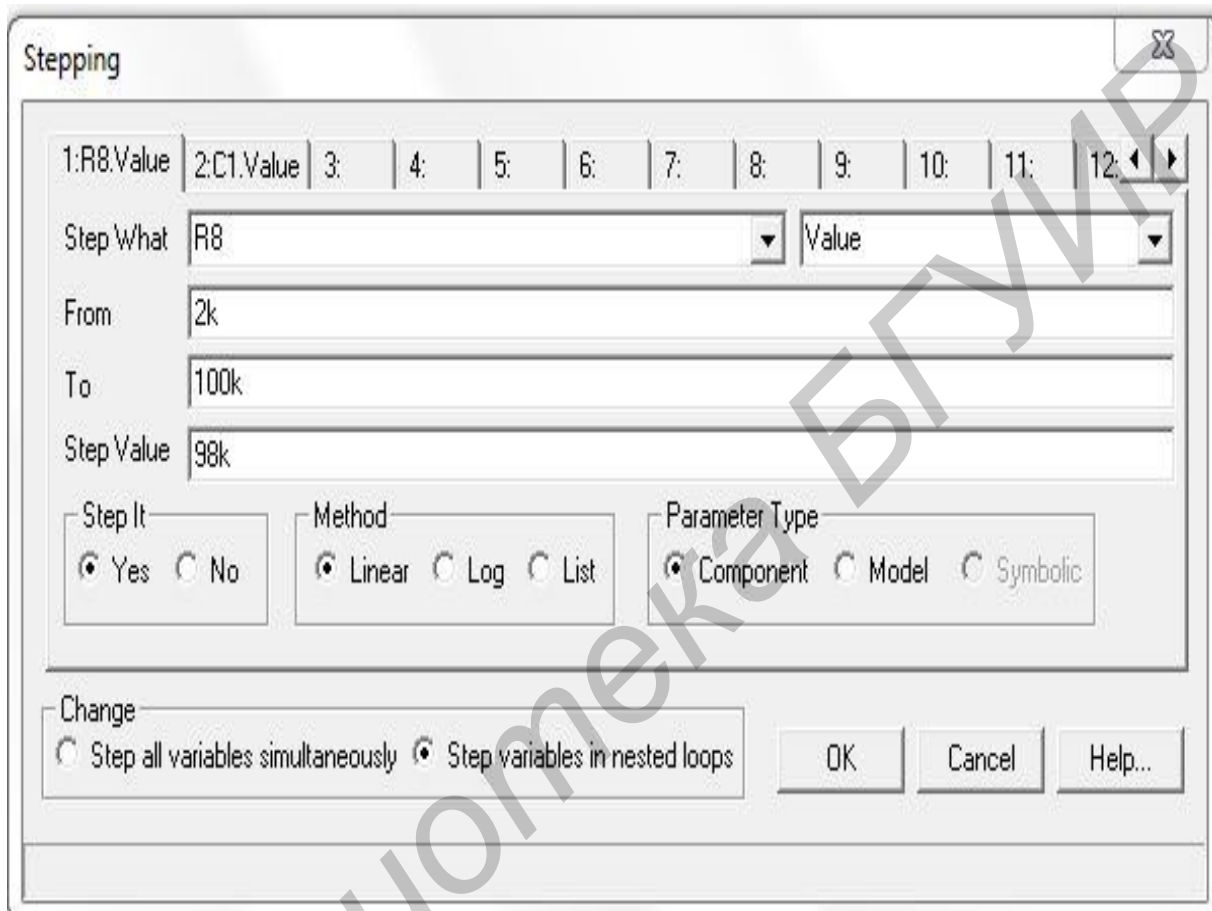 Stepping
1:R8.Value 2:C1.Value 3: 4: 5: 6: 7: 8: 9: 10: 11: 12:
Step What R8 Value
From 2k
To 100k
Step Value 98k
Step It Method Parameter Type
Yes No Linear Log List Component Model Symbolic
Change
Step all variables simultaneously Step variables in nested loops OK Cancel Help...
иотека БГУИР